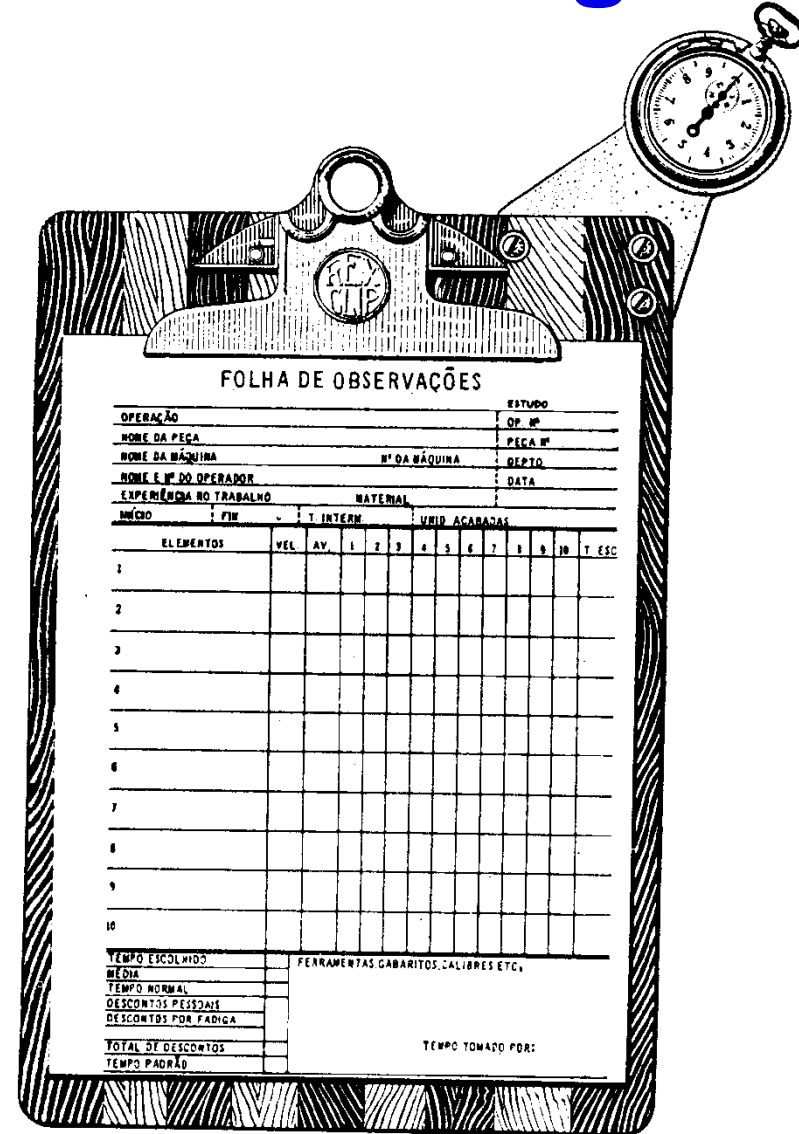 REX
CLIP
FOLHA DE OBSERVAÇÕES
ESTUDO
OPERAÇÃO OP. Nº
NOME DA PEÇA PEÇA Nº
NOME DA MÁQUINA Nº DA MÁQUINA DEPTO
NOME E Nº DO OPERADOR DATA
EXPERIÊNCIA NO TRABALHO MATERIAL
INÍCIO FIM T. INTERM. UNID ACABADAS
ELEMENTOS VEL. AV. 1 2 3 4 5 6 7 8 9 10 T. ESC
1
2
3
4
5
6
7
8
9
10
TEMPO ESCOLHIDO FERRAMENTAS, GABARITOS, CALIBRES ETC.
MÉDIA
TEMPO NORMAL
DESCONTOS PESSOAIS
DESCONTOS POR FADIGA
TOTAL DE DESCONTOS TEMPO TOMADO POR:
TEMPO PADRÃO